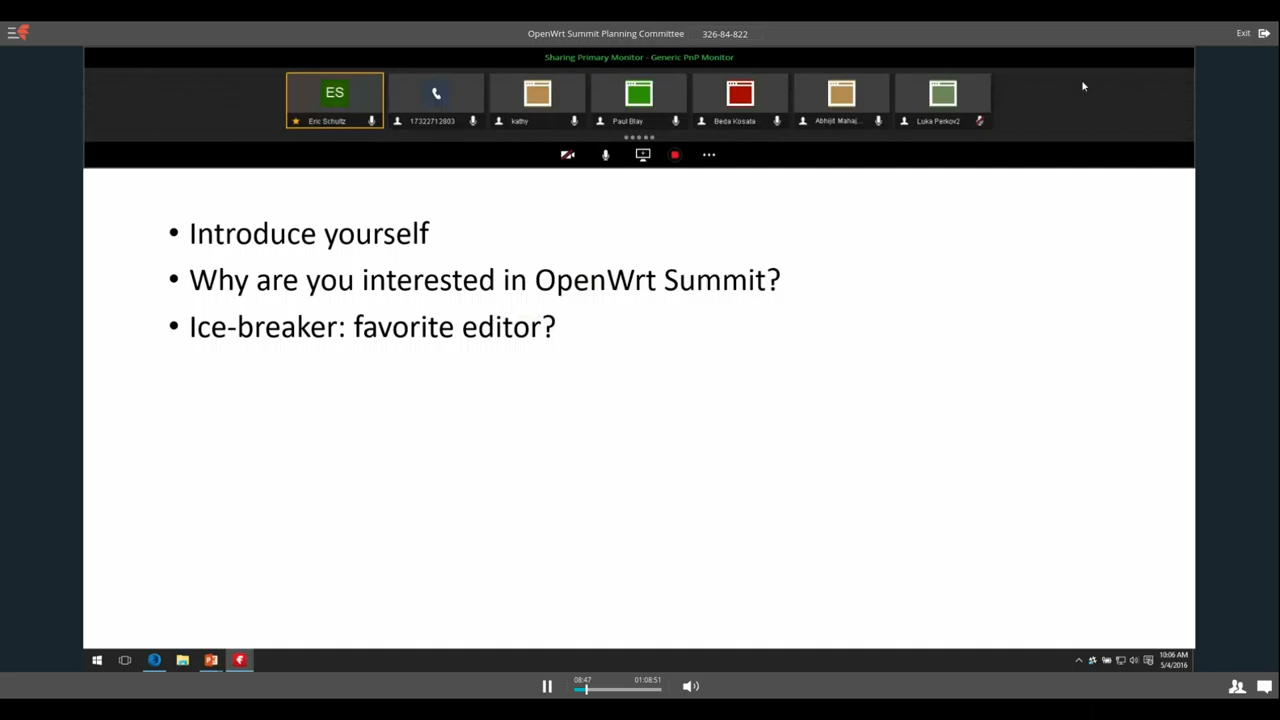 OpenWrt Summit Planning Committee 326-84-822
Exit
Sharing Primary Monitor - Generic PnP Monitor
ES
Eric Schultz
17322712803
kathy
Paul Blay
Beda Kosata
Abhijit Mahaj...
Luka Perkov2
• Introduce yourself
• Why are you interested in OpenWrt Summit?
• Ice-breaker: favorite editor?
10:06 AM
5/4/2016
08:47
01:08:51